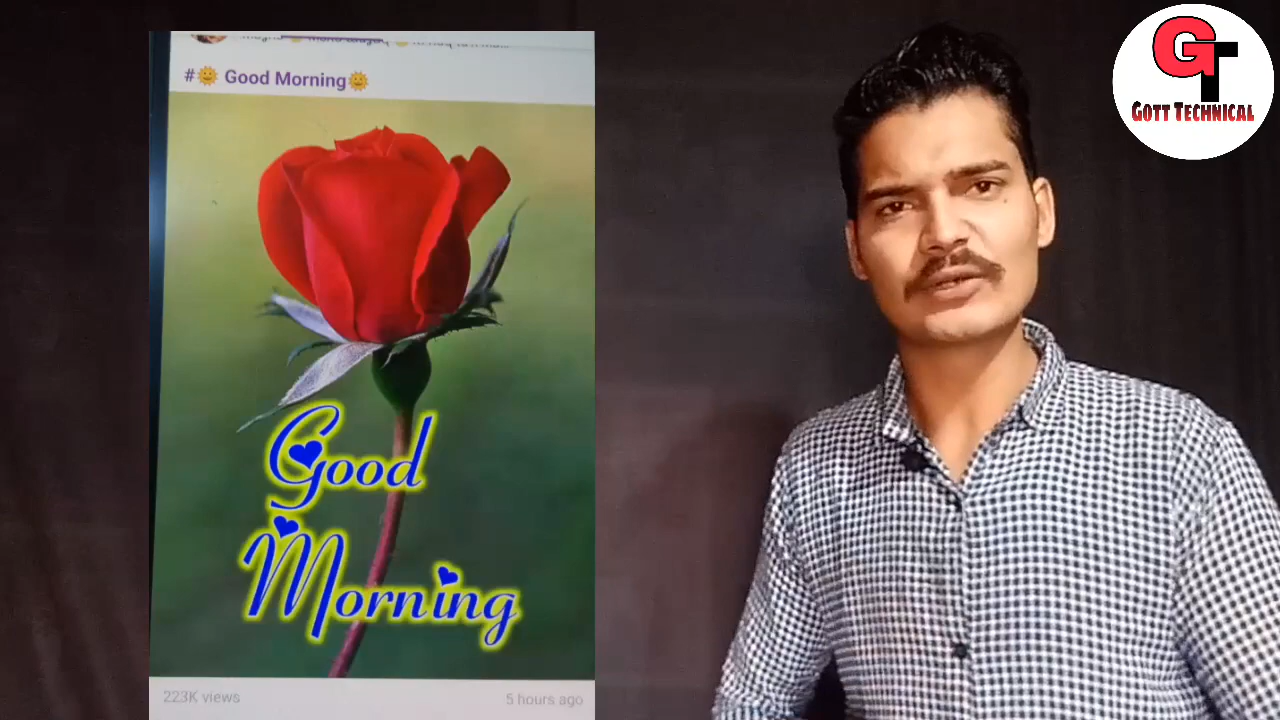 #🌞 Good Morning🌞
Good
Morning
223K views
5 hours ago
GT
GOTT TECHNICAL